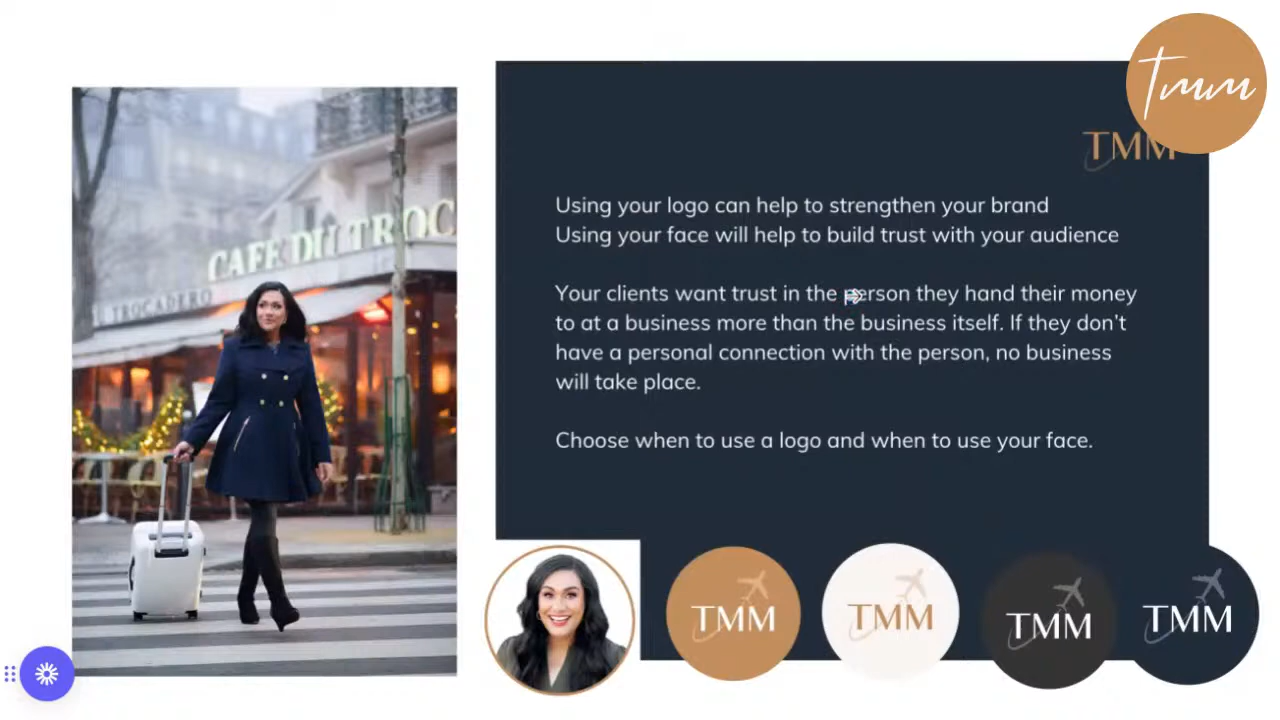 Tmm
TMM
CAFE DU TROC
TROCADERO
Using your logo can help to strengthen your brand
Using your face will help to build trust with your audience
Your clients want trust in the person they hand their money
to at a business more than the business itself. If they don't
have a personal connection with the person, no business
will take place.
Choose when to use a logo and when to use your face.
TMM
TMM
TMM
TMM